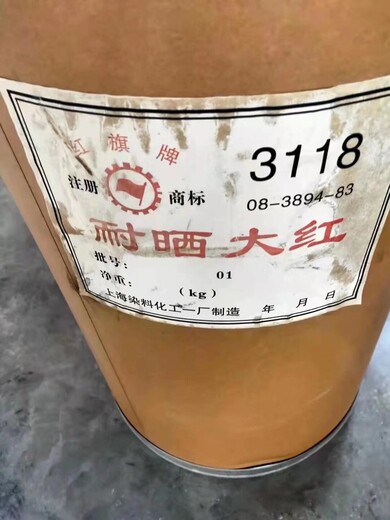 红旗牌
3118
注册 商标
08-3894-83
耐晒大红
批号: 01
净重: (kg)
上海染料化工一厂制造 年 月 日